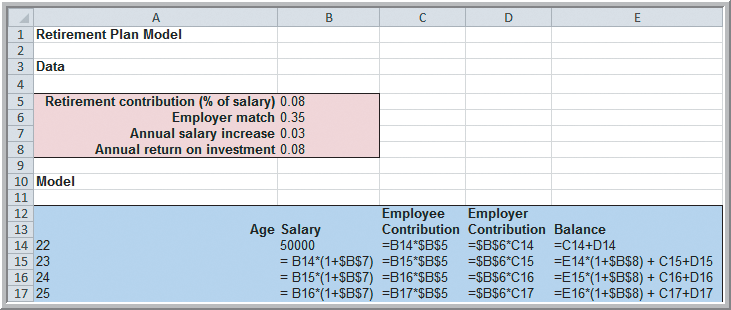 A B C D E
1 Retirement Plan Model
2
3 Data
4
5 Retirement contribution (% of salary) 0.08
6 Employer match 0.35
7 Annual salary increase 0.03
8 Annual return on investment 0.08
9
10 Model
11
12 Employee Employer
13 Age Salary Contribution Contribution Balance
14 22 50000 =B14*$B$5 =$B$6*C14 =C14+D14
15 23 = B14*(1+$B$7) =B15*$B$5 =$B$6*C15 =E14*(1+$B$8) + C15+D15
16 24 = B15*(1+$B$7) =B16*$B$5 =$B$6*C16 =E15*(1+$B$8) + C16+D16
17 25 = B16*(1+$B$7) =B17*$B$5 =$B$6*C17 =E16*(1+$B$8) + C17+D17